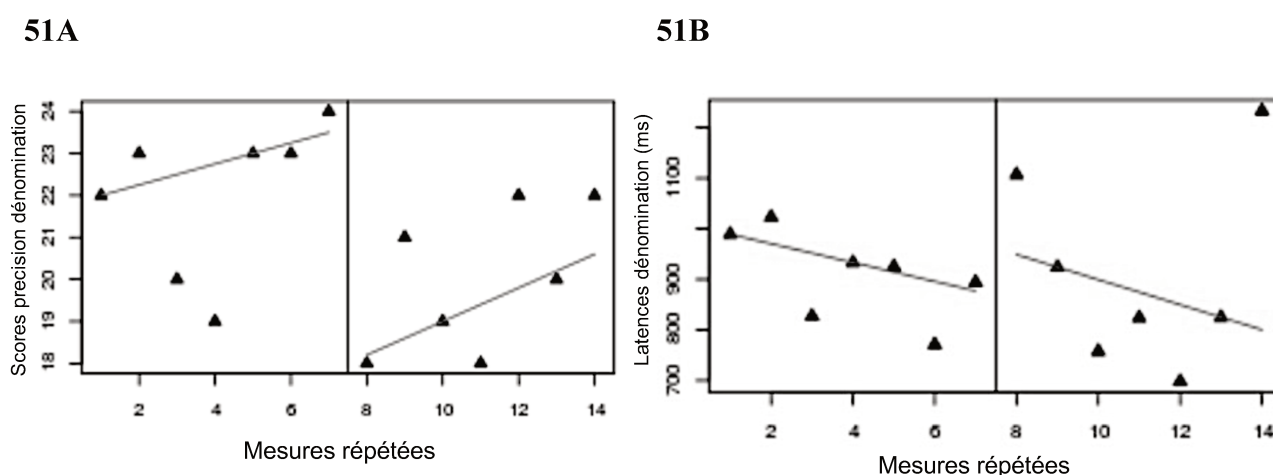 51A
Scores precision dénomination
24
23
22
21
20
19
18
2 4 6 8 10 12 14
Mesures répétées
51B
Latences dénomination (ms)
1100
900
800
700
2 4 6 8 10 12 14
Mesures répétées